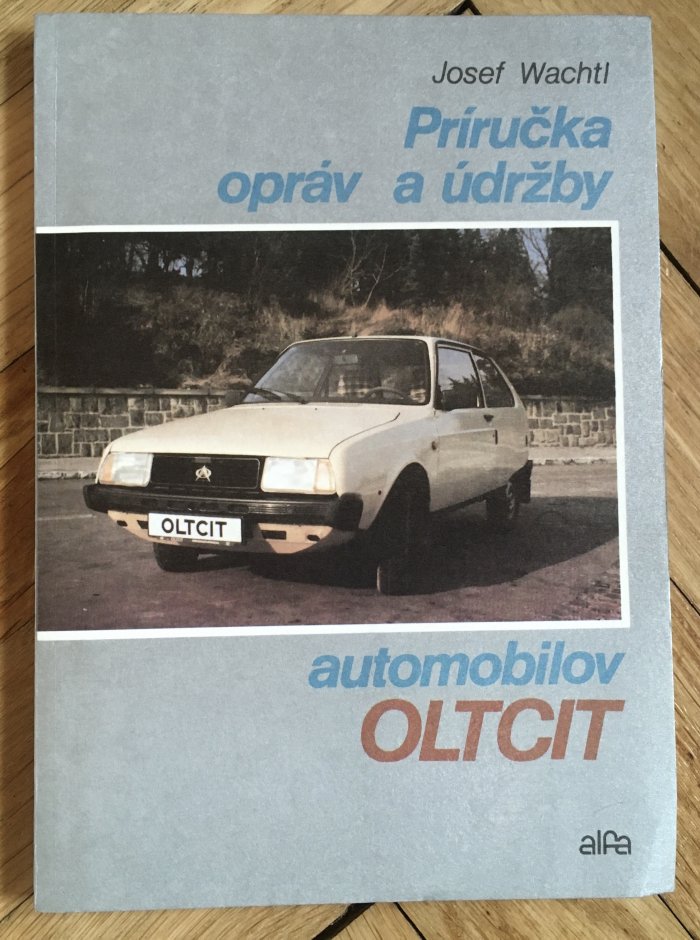 Josef Wachtl
Príručka
opráv a údržby
OLTCIT
automobilov
OLTCIT
alfa